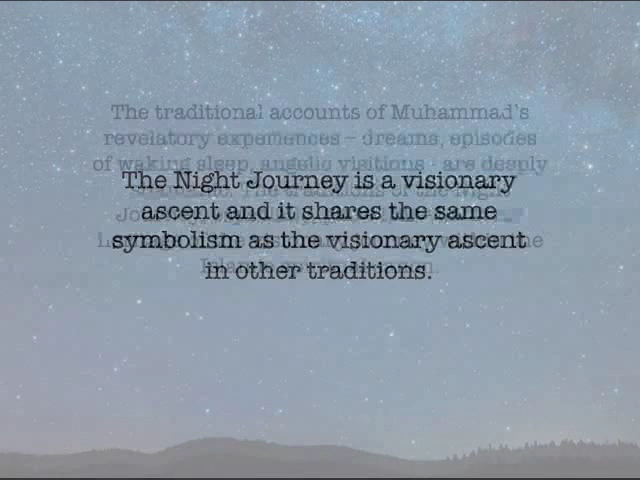 The traditional accounts of Muhammad's
revelatory experiences – dreams, episodes
of waking sleep, angelic visitions - are deeply
The Night Journey is a visionary
ascent and it shares the same
symbolism as the visionary ascent
in other traditions.